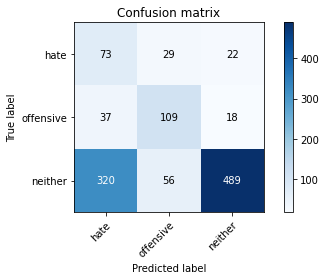 Confusion matrix
True label
hate
73
29
22
offensive
37
109
18
neither
320
56
489
hate
offensive
neither
Predicted label
400
300
200
100